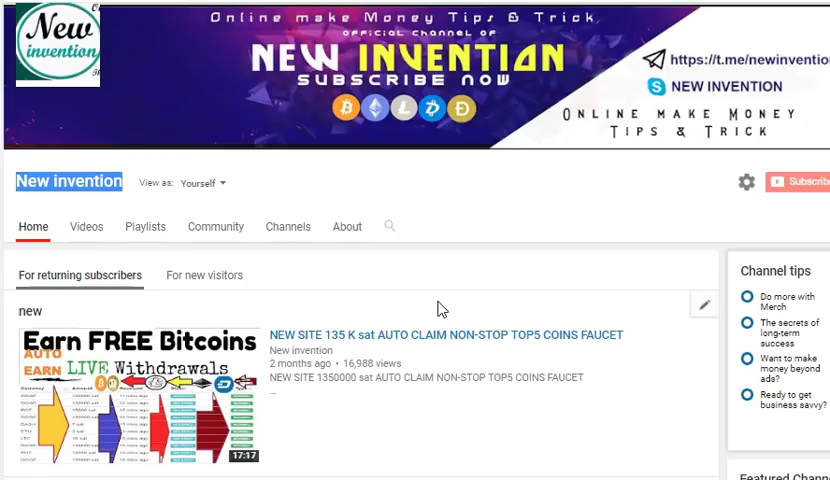 New
invention
Online make Money Tips & Trick
OFFICIAL CHANNEL OF
NEW INVENTION
SUBSCRIBE NOW
https://t.me/newinventio
NEW INVENTION
ONLINE MAKE MONEY
TIPS & TRICK
New invention
View as: Yourself
Subscribe
Home Videos Playlists Community Channels About
For returning subscribers For new visitors
new
Earn FREE Bitcoins
AUTO
EARN LIVE Withdrawals
17:17
NEW SITE 135 K sat AUTO CLAIM NON-STOP TOP5 COINS FAUCET
New invention
2 months ago • 16,988 views
NEW SITE 1350000 sat AUTO CLAIM NON-STOP TOP5 COINS FAUCET
...
Channel tips
Do more with
Merch
The secrets of
long-term
success
Want to make
money beyond
ads?
Ready to get
business savvy?
Featured Chann